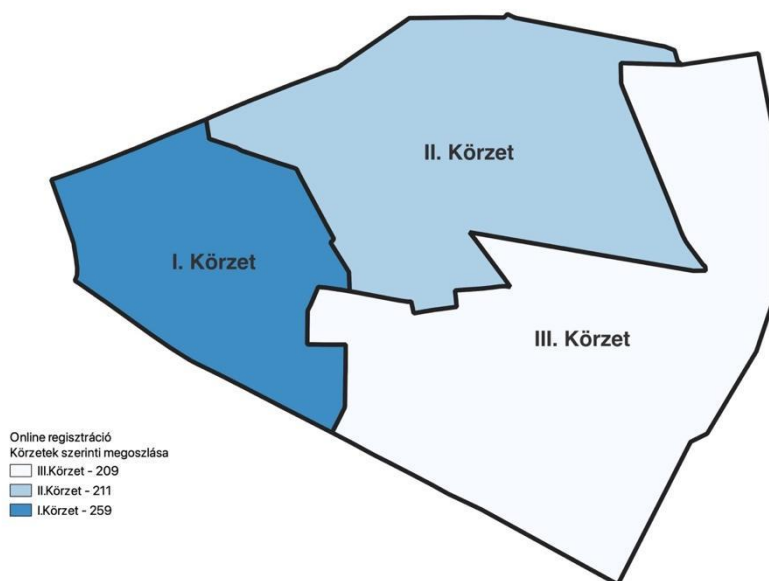 II. Körzet
I. Körzet
III. Körzet
Online regisztráció
Körzetek szerinti megoszlása
III.Körzet - 209
II.Körzet - 211
I.Körzet - 259